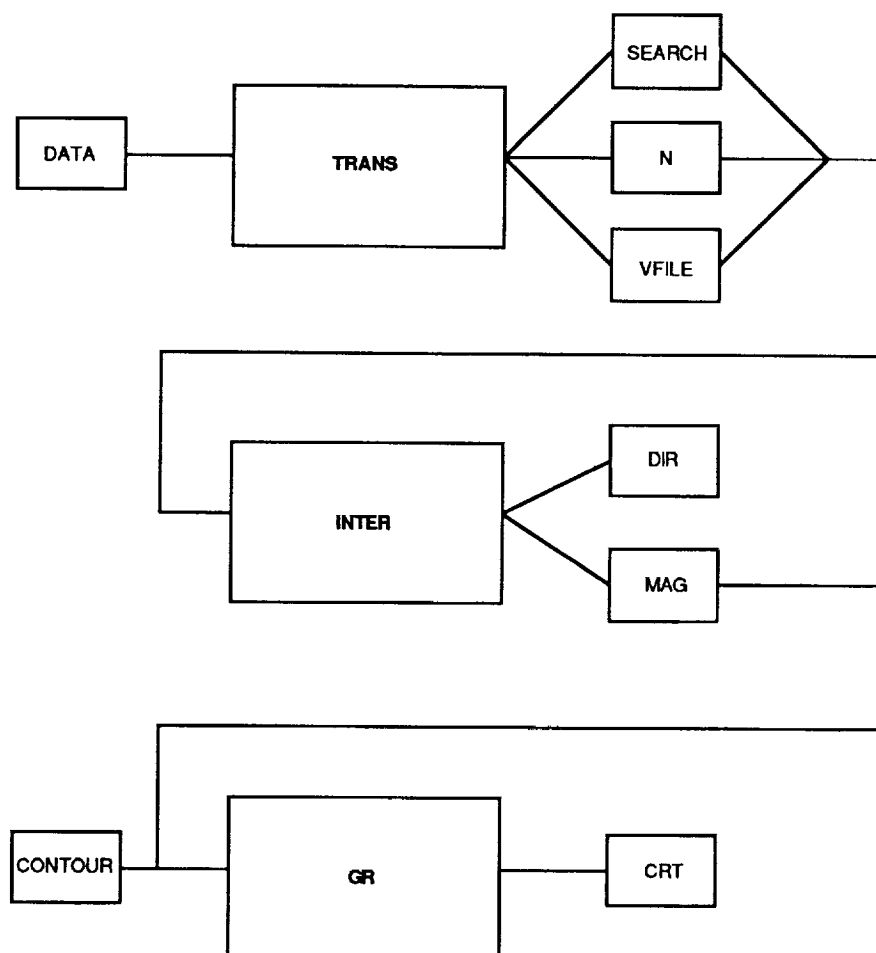 SEARCH
DATA
TRANS
N
VFILE
DIR
INTER
MAG
CONTOUR
GR
CRT